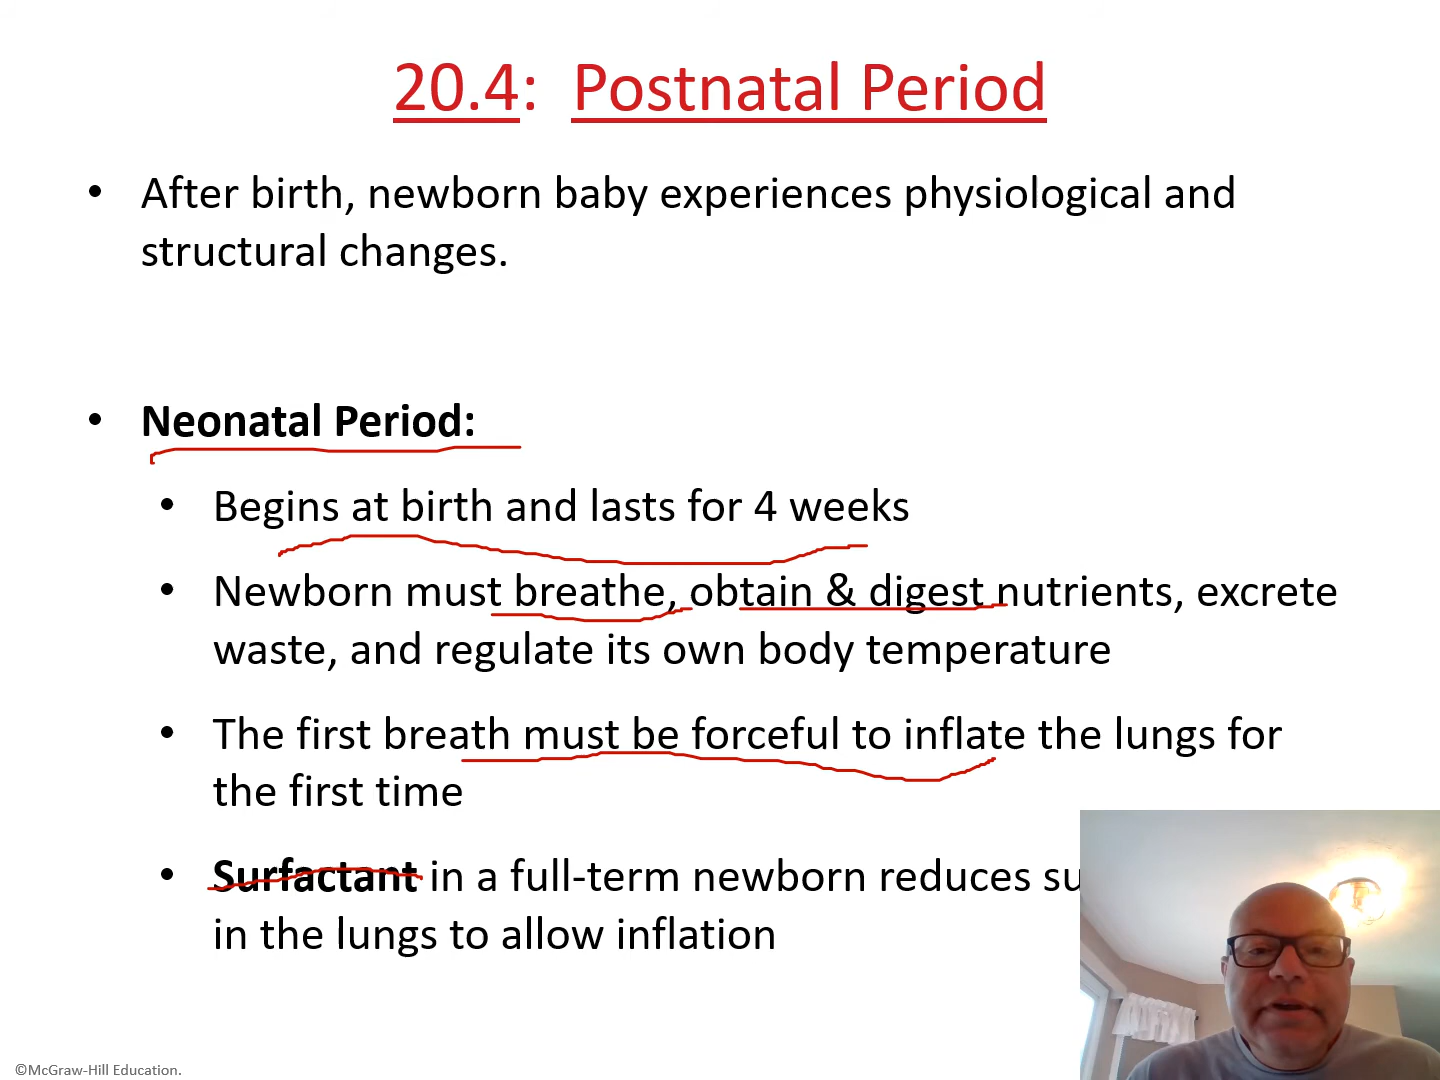 20.4: Postnatal Period
• After birth, newborn baby experiences physiological and
structural changes.
• Neonatal Period:
• Begins at birth and lasts for 4 weeks
• Newborn must breathe, obtain & digest nutrients, excrete
waste, and regulate its own body temperature
• The first breath must be forceful to inflate the lungs for
the first time
• Surfactant in a full-term newborn reduces su
in the lungs to allow inflation
©McGraw-Hill Education.